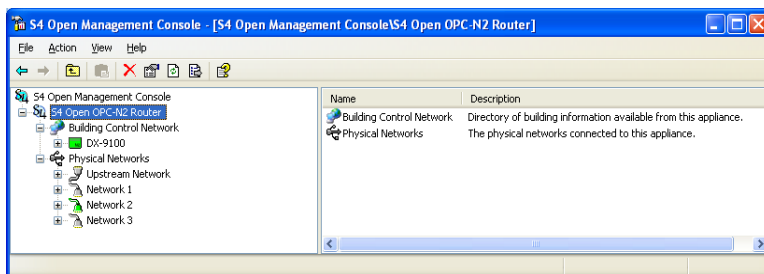 S4 Open Management Console - [S4 Open Management Console\S4 Open OPC-N2 Router]
File Action View Help
S4 Open Management Console
S4 Open OPC-N2 Router
Building Control Network
DX-9100
Physical Networks
Upstream Network
Network 1
Network 2
Network 3
Name Description
Building Control Network Directory of building information available from this appliance.
Physical Networks The physical networks connected to this appliance.